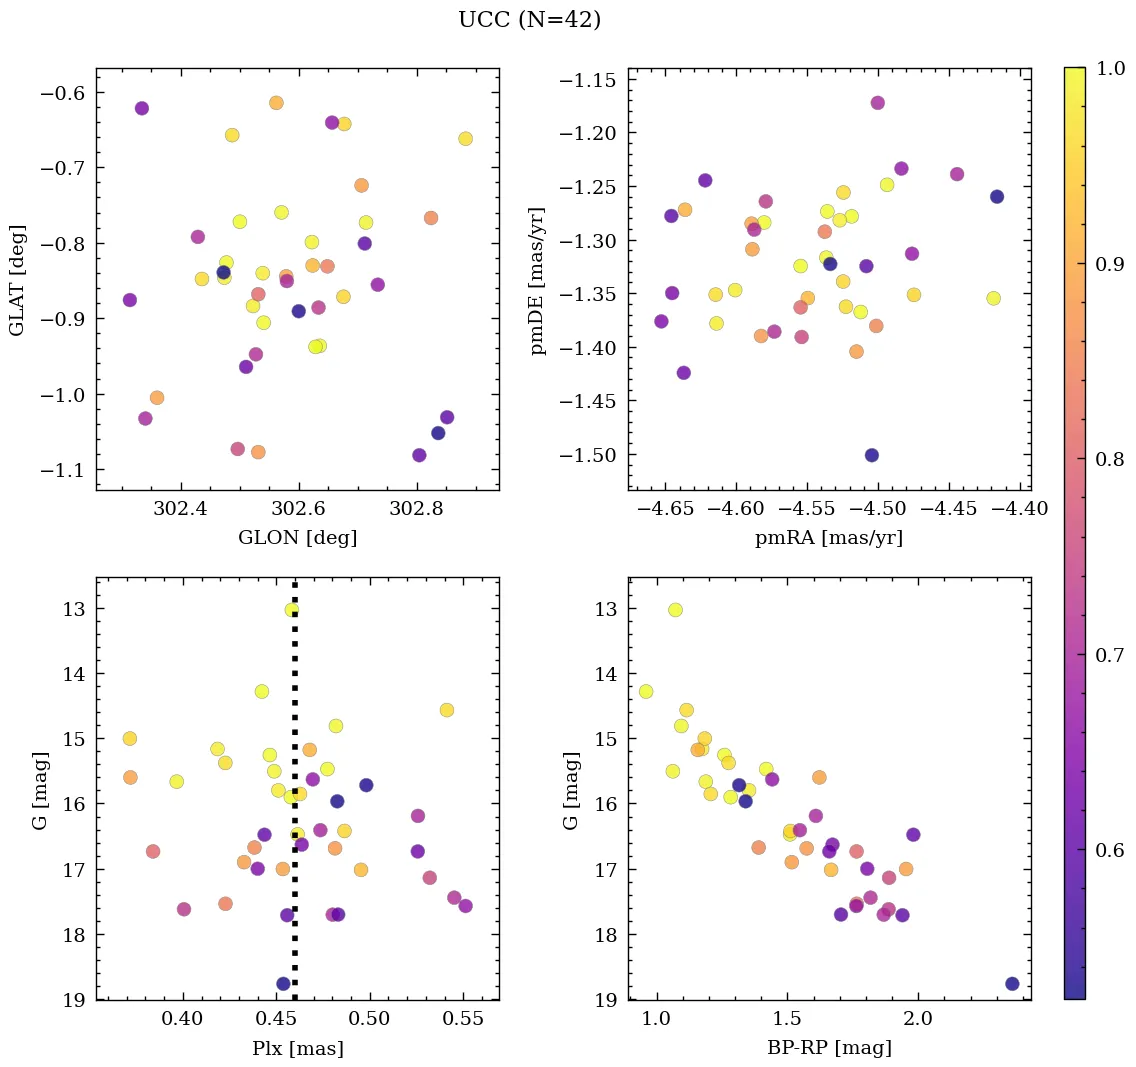 UCC (N=42)
−0.6
−0.7
−0.8
−0.9
−1.0
−1.1
GLAT [deg]
302.4 302.6 302.8
GLON [deg]
−1.15
−1.20
−1.25
−1.30
−1.35
−1.40
−1.45
−1.50
pmDE [mas/yr]
−4.65 −4.60 −4.55 −4.50 −4.45 −4.40
pmRA [mas/yr]
13
14
15
16
17
18
19
G [mag]
0.40 0.45 0.50 0.55
Plx [mas]
13
14
15
16
17
18
19
G [mag]
1.0 1.5 2.0
BP-RP [mag]
1.0
0.9
0.8
0.7
0.6